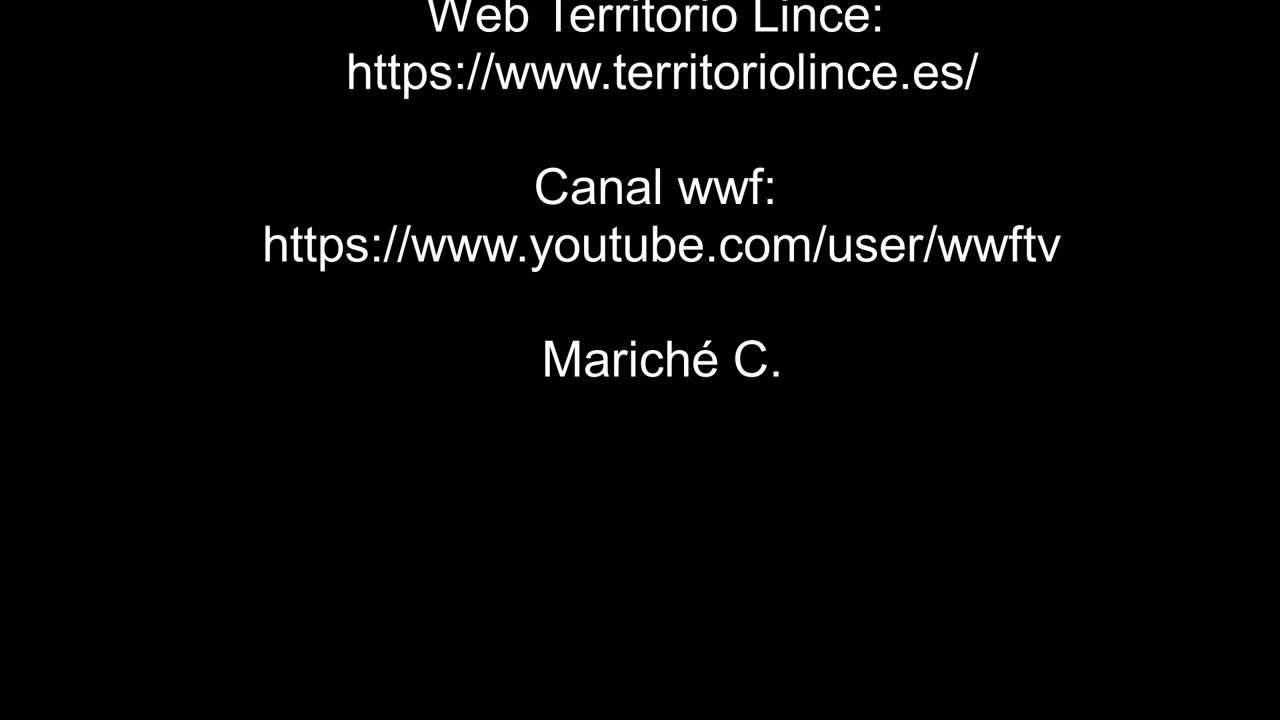 Web Territorio Lince:
https://www.territoriolince.es/
Canal wwf:
https://www.youtube.com/user/wwftv
Mariché C.